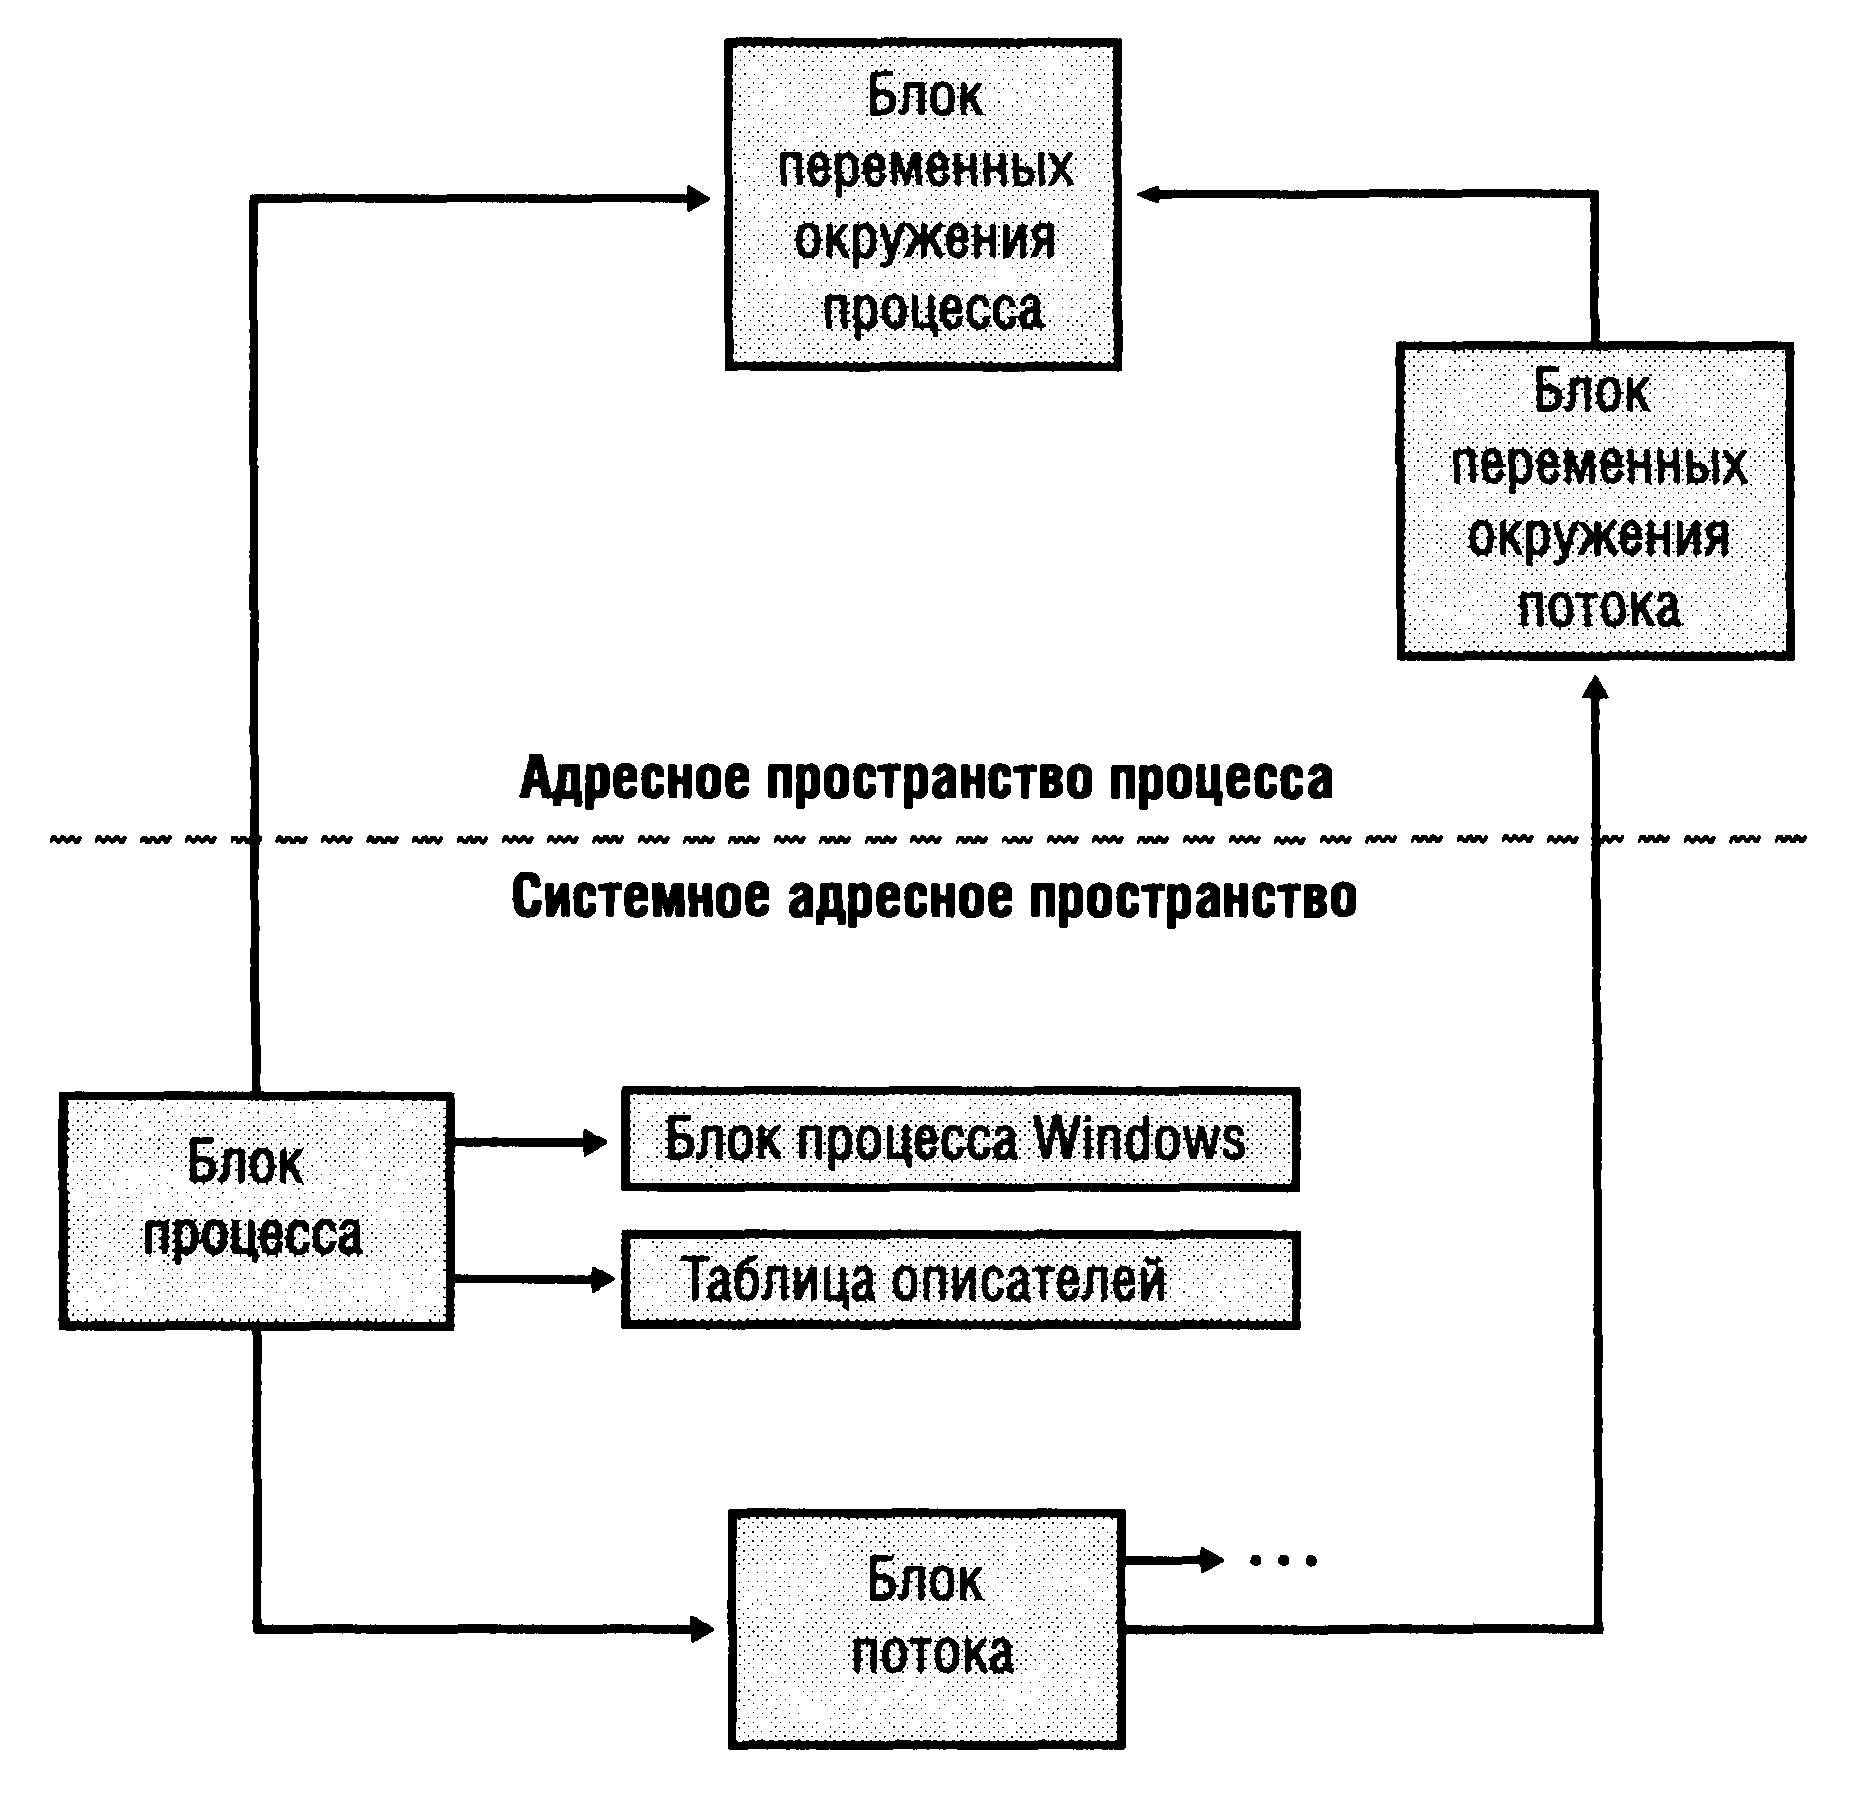 Блок
переменных
окружения
процесса
Блок
переменных
окружения
потока
Адресное пространство процесса
Системное адресное пространство
Блок
процесса
Блок процесса Windows
Таблица описателей
Блок
потока
...